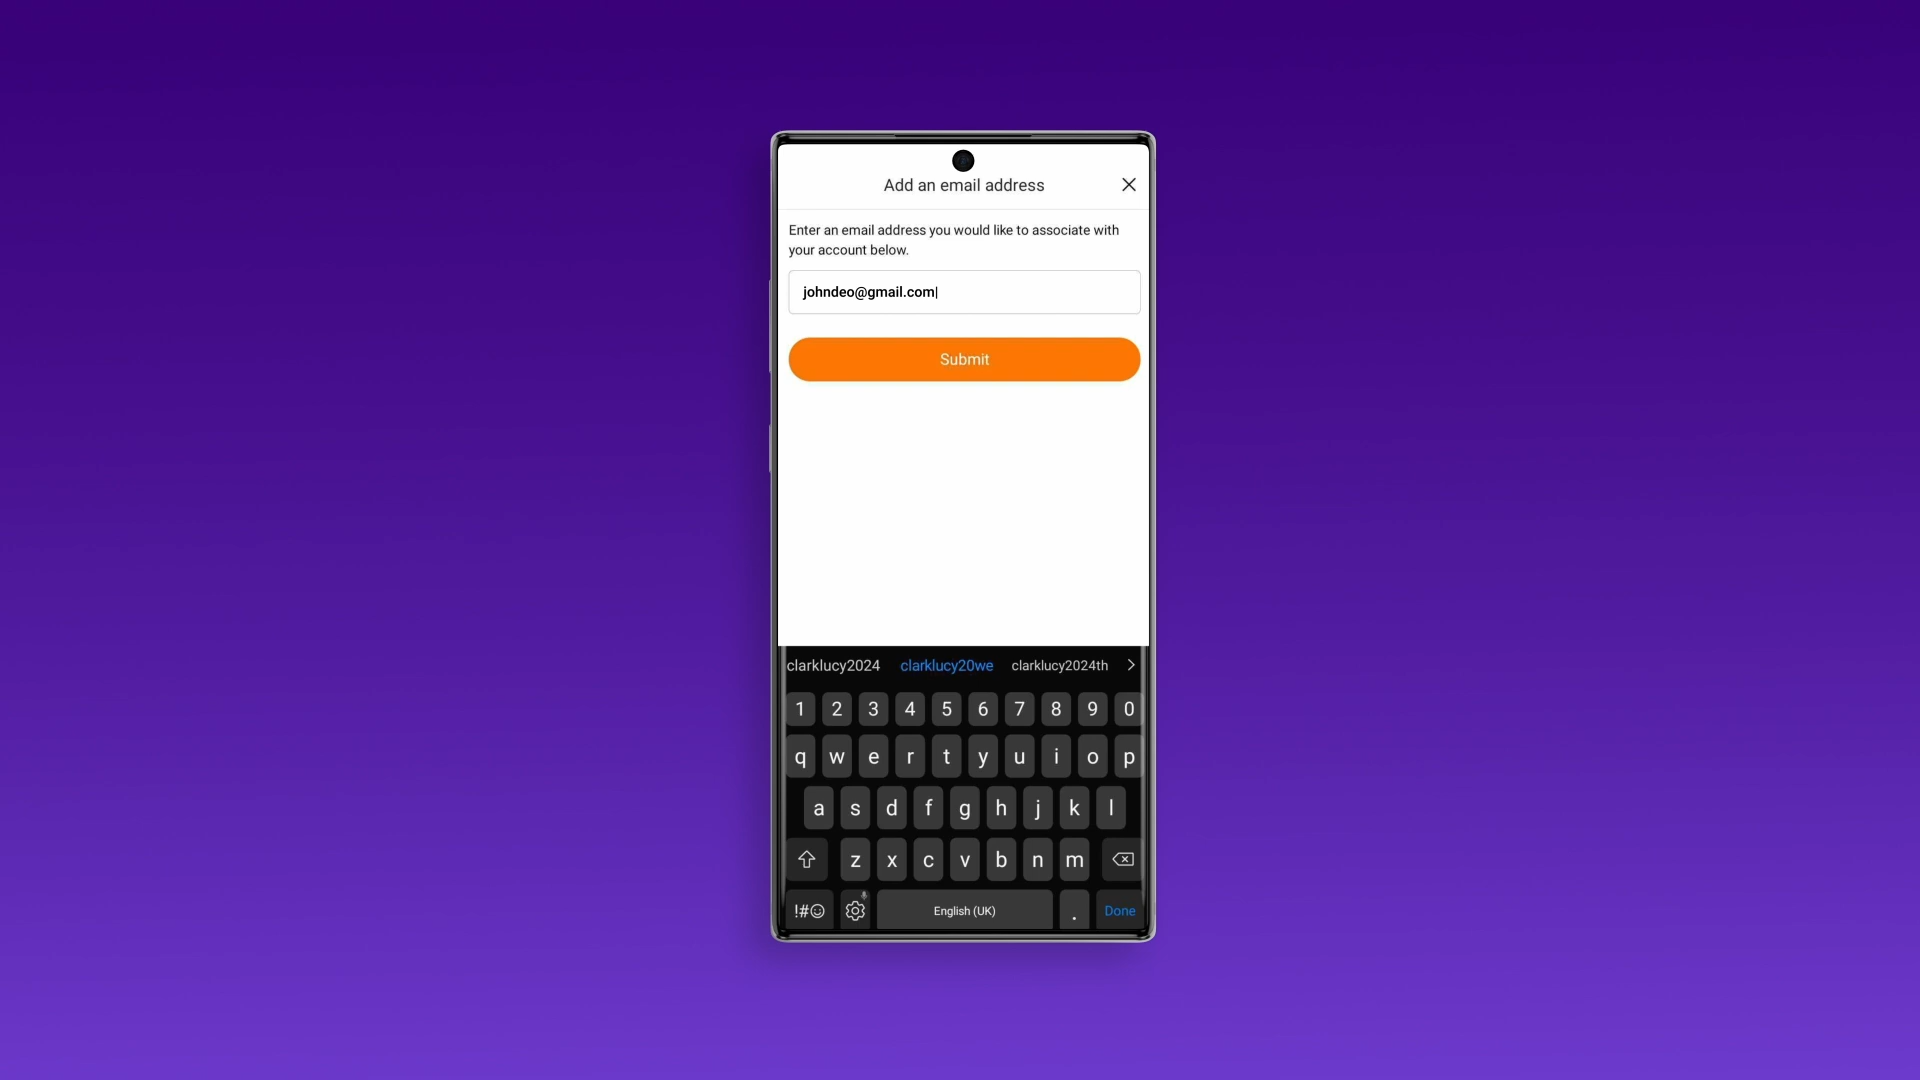 Add an email address
Enter an email address you would like to associate with
your account below.
johndeo@gmail.com
Submit
clarklucy2024 clarklucy20we clarklucy2024th
1 2 3 4 5 6 7 8 9 0
q w e r t y u i o p
a s d f g h j k l
z x c v b n m
!#☺ English (UK) . Done